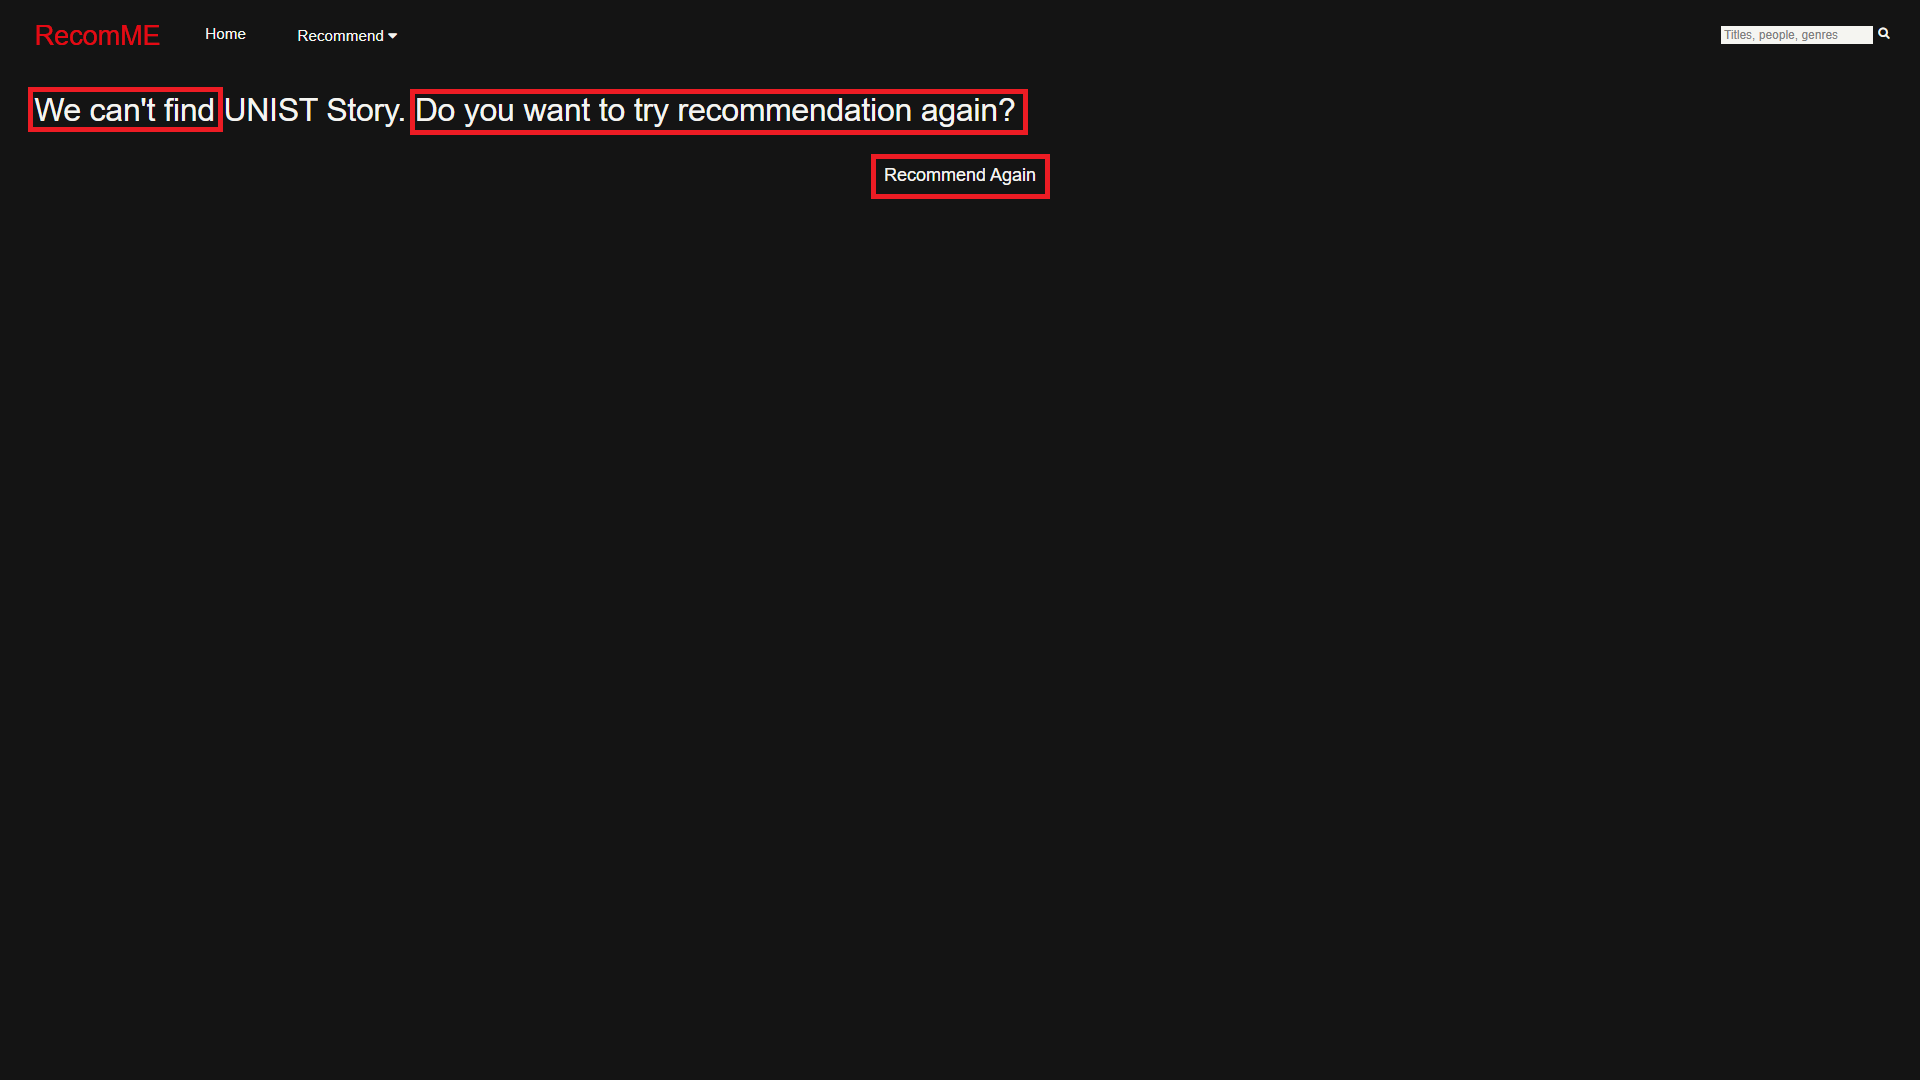 RecomME Home Recommend Titles, people, genres
We can't find UNIST Story. Do you want to try recommendation again?
Recommend Again